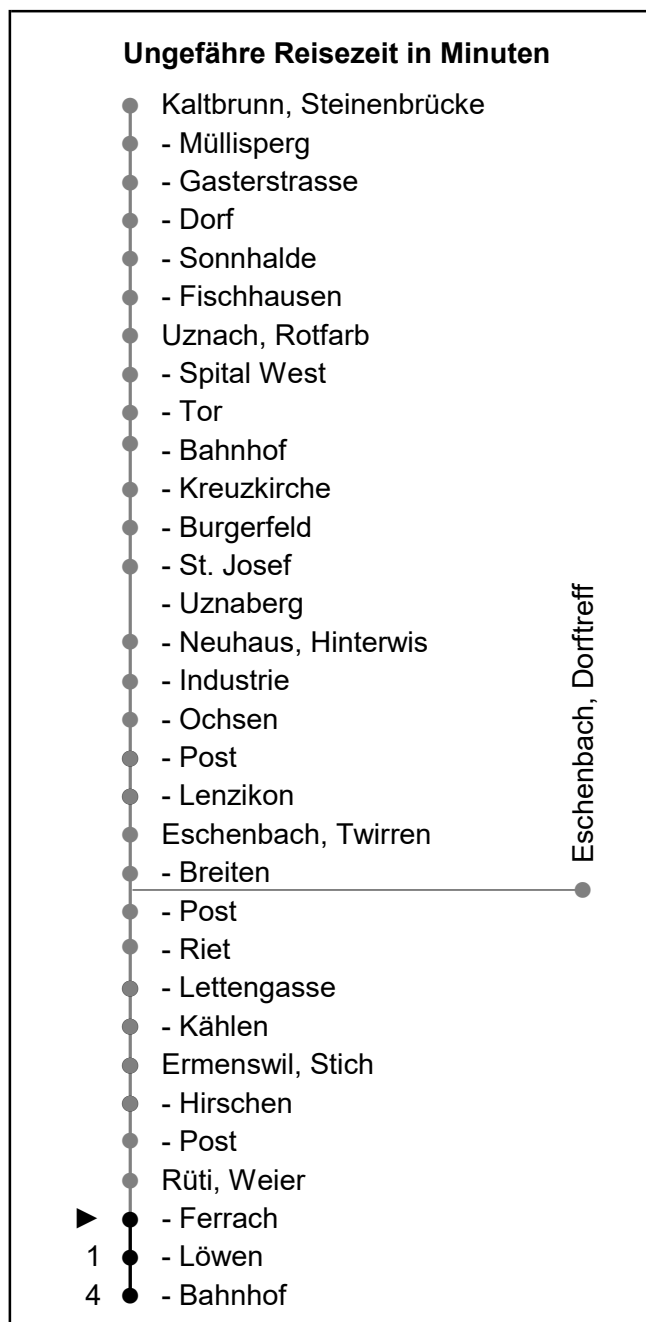 Ungefähre Reisezeit in Minuten
Kaltbrunn, Steinenbrücke
- Müllisperg
- Gasterstrasse
- Dorf
- Sonnhalde
- Fischhausen
Uznach, Rotfarb
- Spital West
- Tor
- Bahnhof
- Kreuzkirche
- Burgerfeld
- St. Josef
- Uznaberg
- Neuhaus, Hinterwis
- Industrie
- Ochsen
- Post
- Lenzikon
Eschenbach, Twirren
- Breiten
Eschenbach, Dorftreff
- Post
- Riet
- Lettengasse
- Kählen
Ermenswil, Stich
- Hirschen
- Post
Rüti, Weier
► - Ferrach
1 - Löwen
4 - Bahnhof